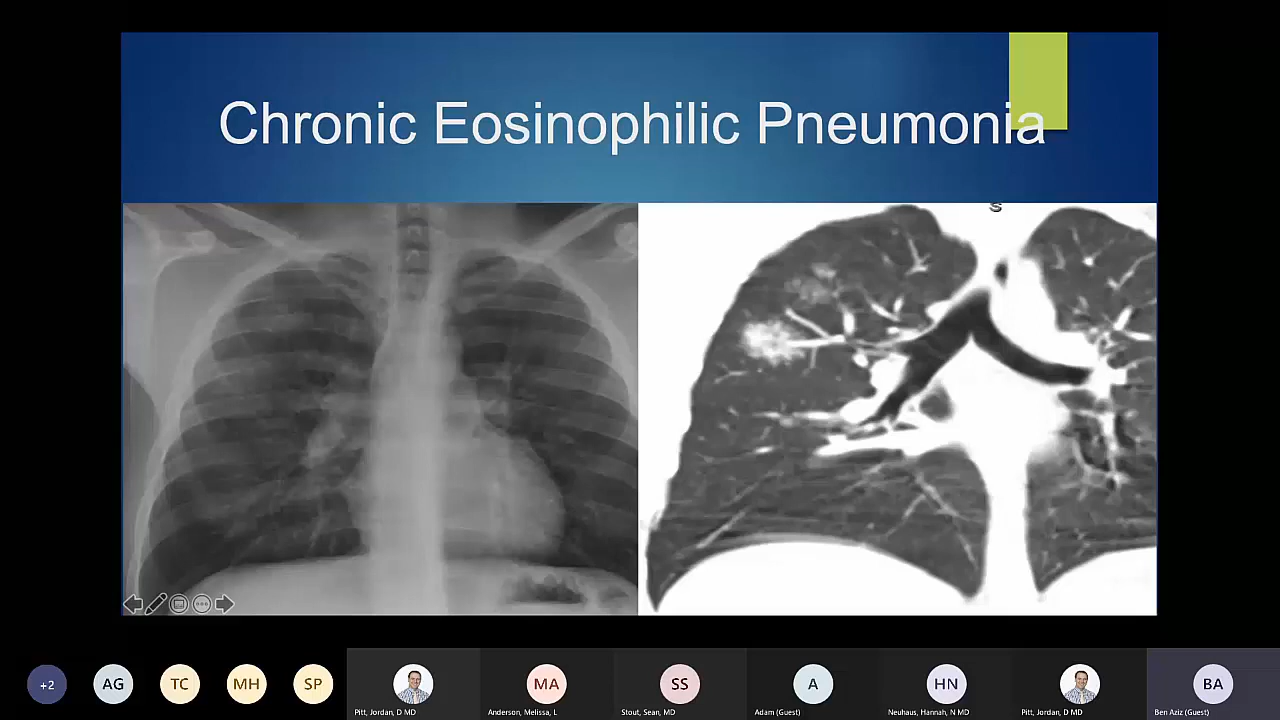 Chronic Eosinophilic Pneumonia
S
+2
AG
TC
MH
SP
MA
SS
A
HN
BA
Pitt, Jordan, D MD
Anderson, Melissa, L
Stout, Sean, MD
Adam (Guest)
Neuhaus, Hannah, N MD
Pitt, Jordan, D MD
Ben Aziz (Guest)